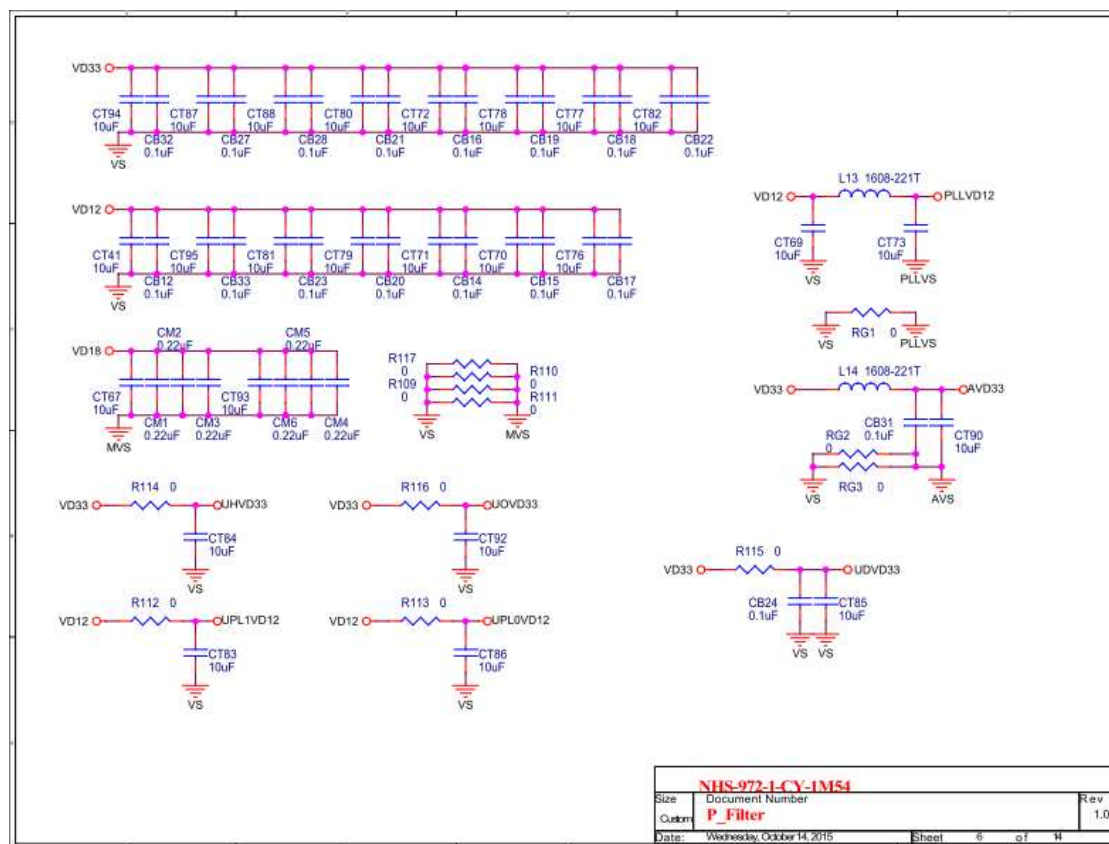 VD33
CT94 CT87 CT88 CT80 CT72 CT78 CT77 CT82
10uF 10uF 10uF 10uF 10uF 10uF 10uF 10uF
CB32 CB27 CB28 CB21 CB16 CB19 CB18 CB22
0.1uF 0.1uF 0.1uF 0.1uF 0.1uF 0.1uF 0.1uF 0.1uF
VS
VD12
CT41 CT95 CT81 CT79 CT71 CT70 CT76
10uF 10uF 10uF 10uF 10uF 10uF 10uF
CB12 CB33 CB23 CB20 CB14 CB15 CB17
0.1uF 0.1uF 0.1uF 0.1uF 0.1uF 0.1uF 0.1uF
VS
L13 1608-221T
VD12 PLLVD12
CT69 CT73
10uF 10uF
VS PLLVS
RG1 0
VS PLLVS
CM2 CM5
0.22uF 0.22uF
VD18
CT67 CT93
10uF 10uF
CM1 CM3 CM6 CM4
0.22uF 0.22uF 0.22uF 0.22uF
MVS
R117 R110
0 0
R109 R111
0 0
VS MVS
L14 1608-221T
VD33 AVD33
CB31 CT90
0.1uF 10uF
RG2
0
RG3 0
VS AVS
R114 0
VD33 UHVD33
CT84
10uF
VS
R116 0
VD33 UOVD33
CT92
10uF
VS
R115 0
VD33 UDVD33
CB24 CT85
0.1uF 10uF
VS VS
R112 0
VD12 UPL1VD12
CT83
10uF
VS
R113 0
VD12 UPL0VD12
CT86
10uF
VS
NHS-972-1-CY-1M54
Size Document Number Rev
Custom P_Filter 1.0
Date: Wednesday, October 14, 2015 Sheet 6 of 14